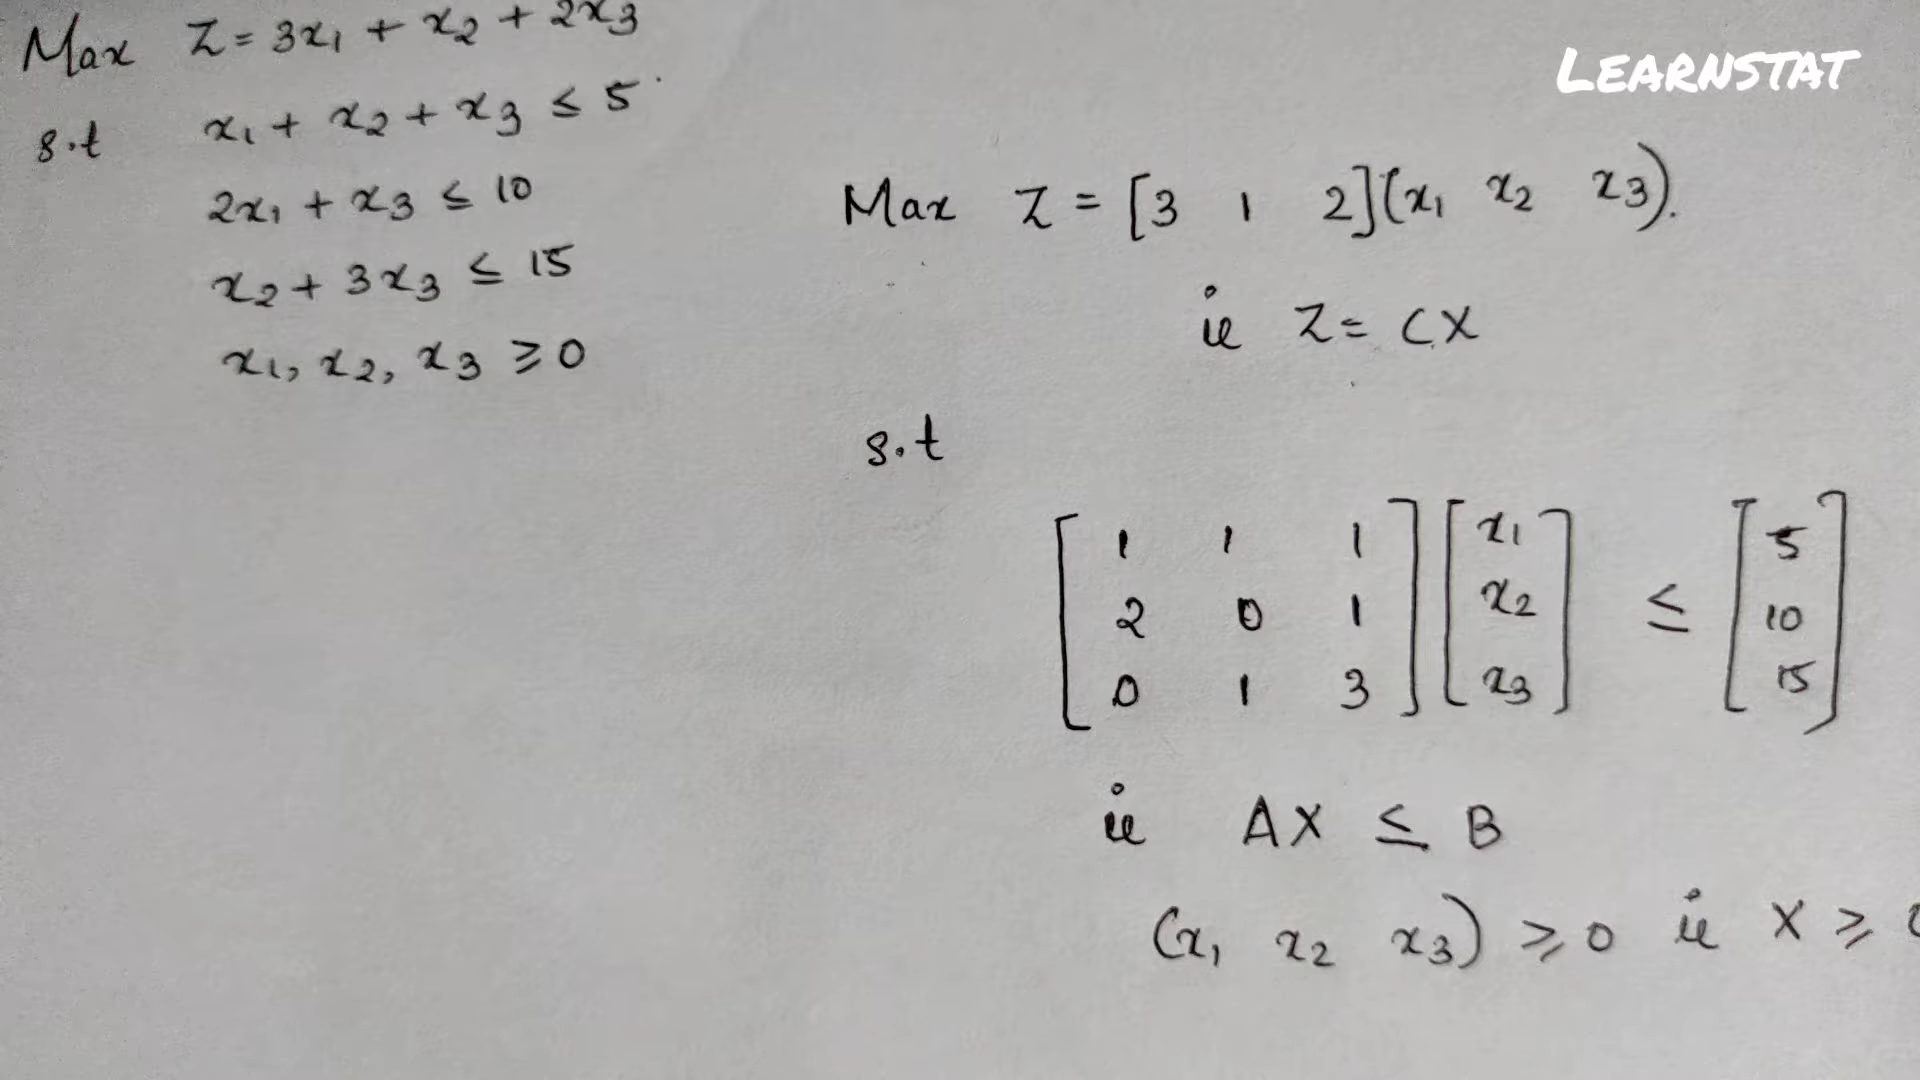 Max Z = 3x₁ + x₂ + 2x₃
s.t x₁ + x₂ + x₃ ≤ 5
2x₁ + x₃ ≤ 10
x₂ + 3x₃ ≤ 15
x₁, x₂, x₃ ≥ 0
LEARNSTAT
Max Z = [3 1 2](x₁ x₂ x₃).
ie Z = CX
s.t
[1 1 1] [x₁] [5]
[2 0 1] [x₂] ≤ [10]
[0 1 3] [x₃] [15]
ie AX ≤ B
(x₁ x₂ x₃) ≥ 0 ie X ≥